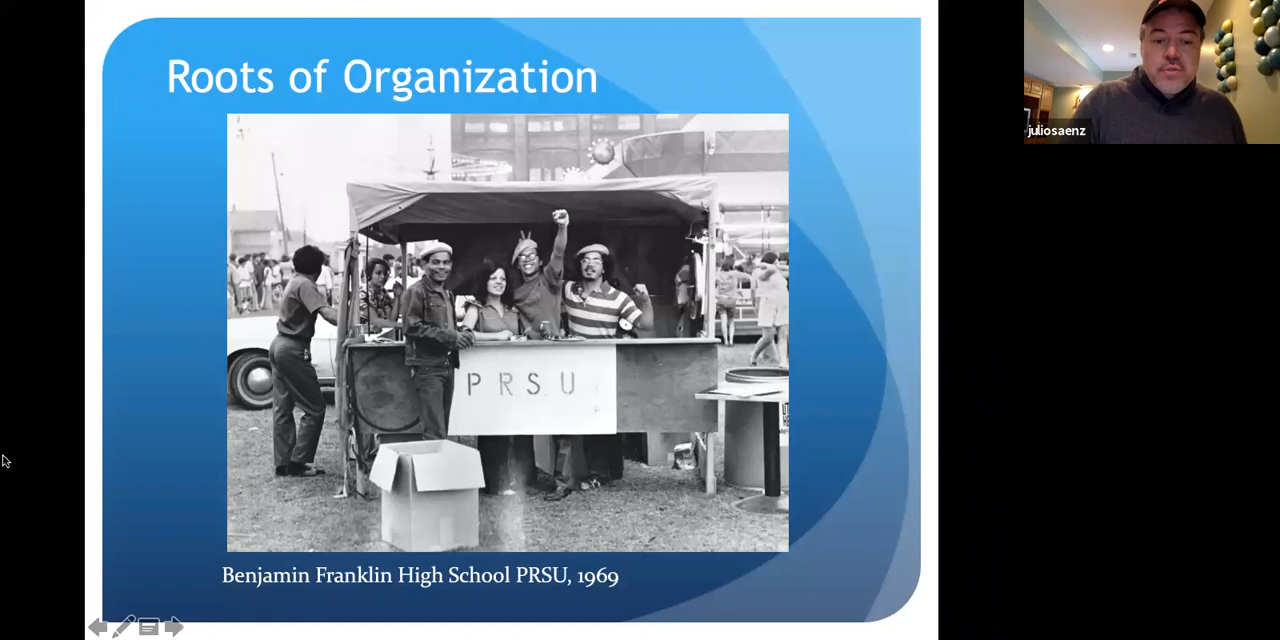 Roots of Organization
juliosaenz
PRSU
Benjamin Franklin High School PRSU, 1969